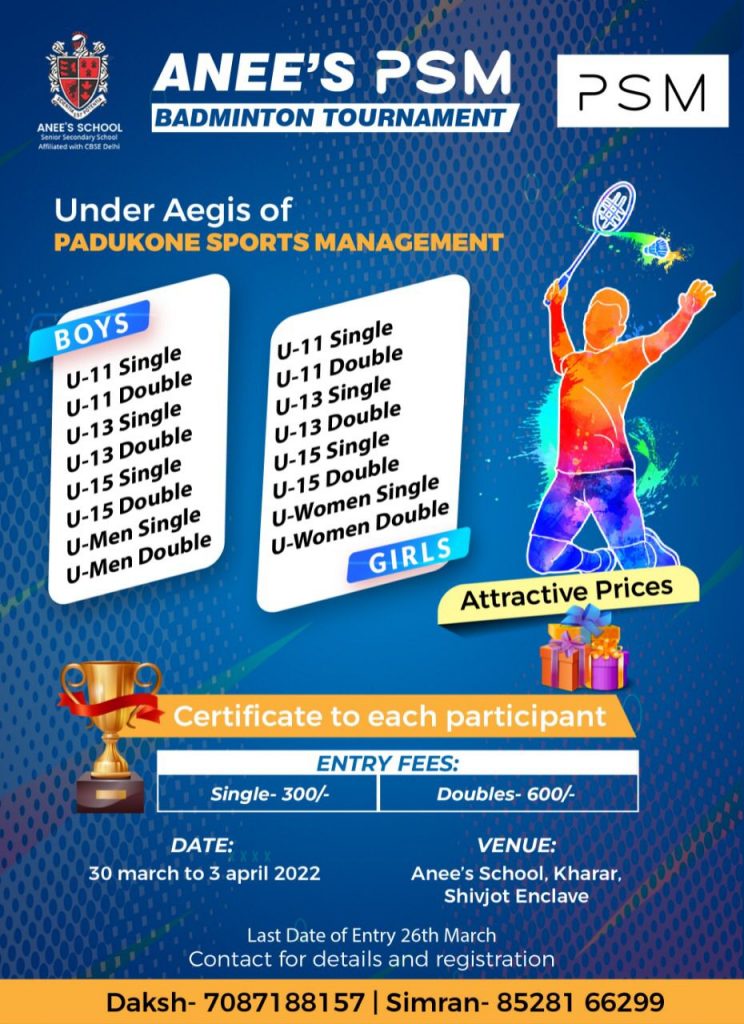 ANEE'S SCHOOL
Senior Secondary School
Affiliated with CBSE Delhi
ANEE'S PSM
BADMINTON TOURNAMENT
PSM
Under Aegis of
PADUKONE SPORTS MANAGEMENT
BOYS
U-11 Single
U-11 Double
U-13 Single
U-13 Double
U-15 Single
U-15 Double
U-Men Single
U-Men Double
U-11 Single
U-11 Double
U-13 Single
U-13 Double
U-15 Single
U-15 Double
U-Women Single
U-Women Double
GIRLS
Attractive Prices
Certificate to each participant
ENTRY FEES:
Single- 300/-
Doubles- 600/-
DATE:
30 march to 3 april 2022
VENUE:
Anee's School, Kharar,
Shivjot Enclave
Last Date of Entry 26th March
Contact for details and registration
Daksh- 7087188157 | Simran- 85281 66299